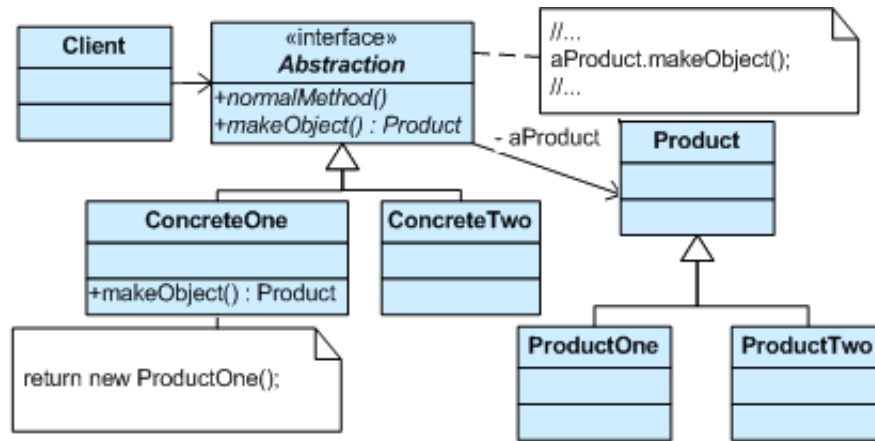 Client
«interface»
Abstraction
+normalMethod()
+makeObject() : Product
//...
aProduct.makeObject();
//...
- aProduct
Product
ConcreteOne
+makeObject() : Product
ConcreteTwo
return new ProductOne();
ProductOne
ProductTwo